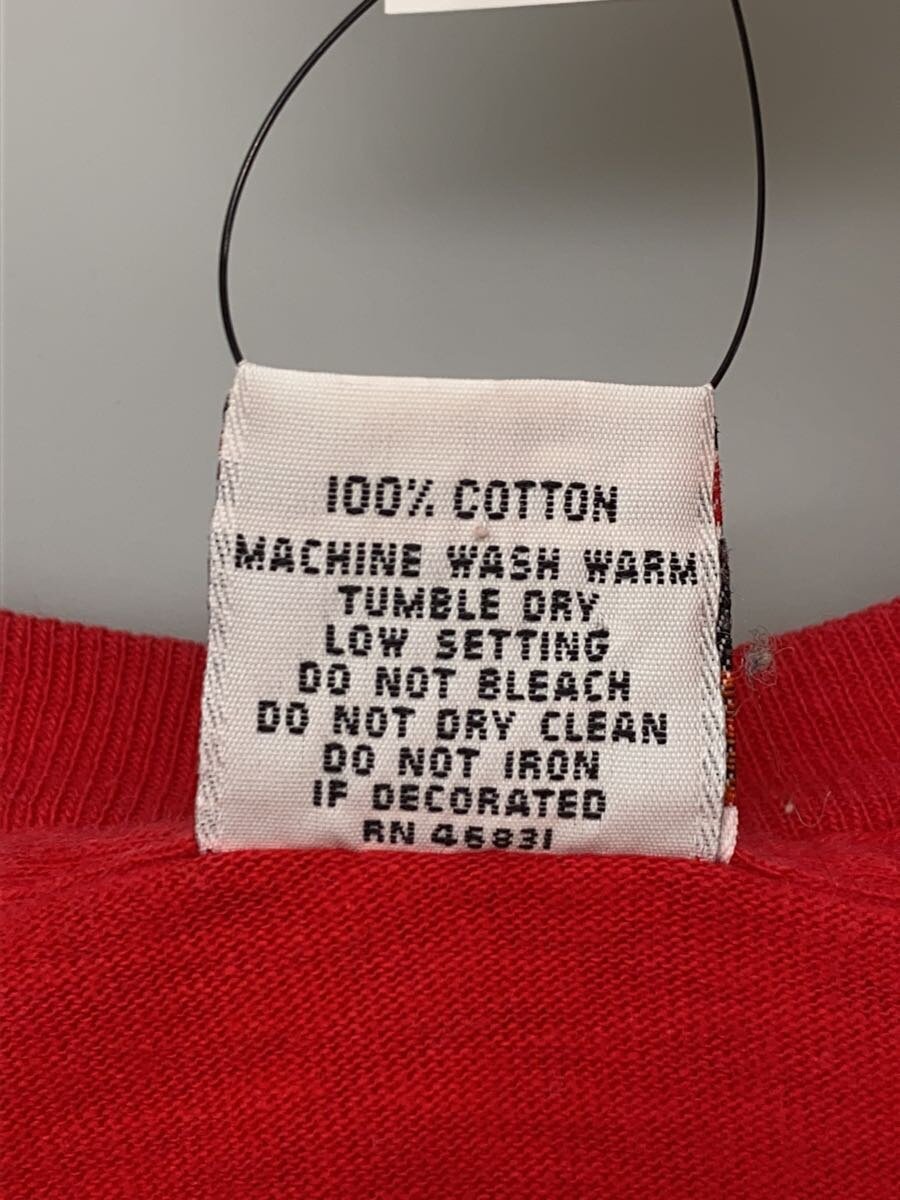 100% COTTON
MACHINE WASH WARM
TUMBLE DRY
LOW SETTING
DO NOT BLEACH
DO NOT DRY CLEAN
DO NOT IRON
IF DECORATED
RN 46831